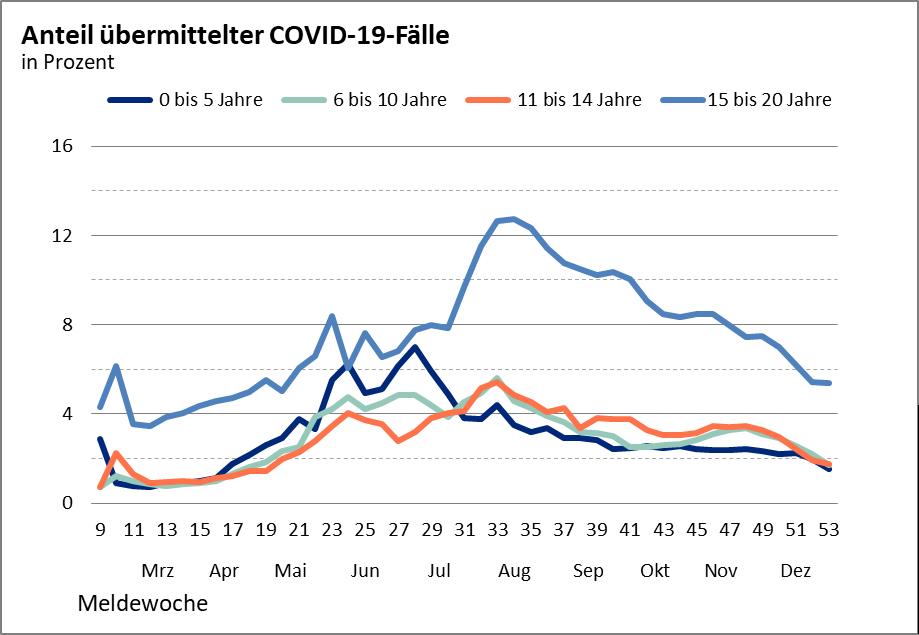 Anteil übermittelter COVID-19-Fälle
in Prozent
0 bis 5 Jahre 6 bis 10 Jahre 11 bis 14 Jahre 15 bis 20 Jahre
16
12
8
4
0
9 11 13 15 17 19 21 23 25 27 29 31 33 35 37 39 41 43 45 47 49 51 53
Mrz Apr Mai Jun Jul Aug Sep Okt Nov Dez
Meldewoche